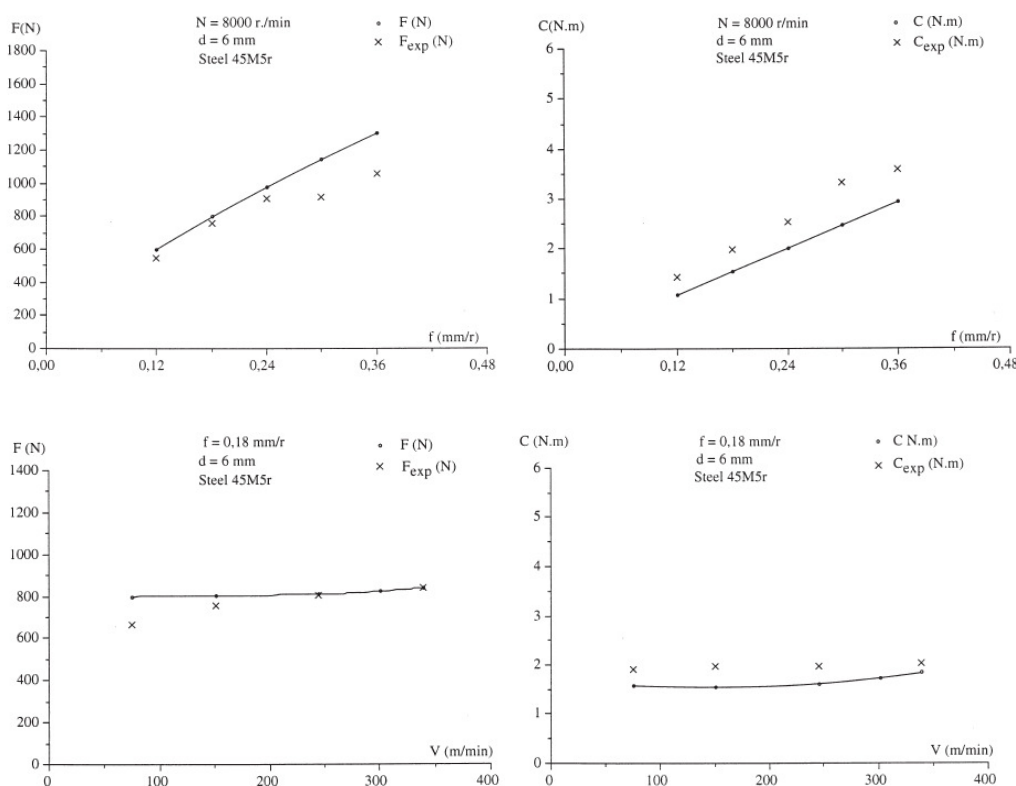 F(N)
N = 8000 r./min
d = 6 mm
Steel 45M5r
F (N)
× F_exp (N)
1800
1600
1400
1200
1000
800
600
400
200
0
0,00
0,12
0,24
0,36
0,48
f (mm/r)
C(N.m)
N = 8000 r/min
d = 6 mm
Steel 45M5r
C (N.m)
× C_exp (N.m)
6
5
4
3
2
1
0
0,00
0,12
0,24
0,36
0,48
f (mm/r)
F (N)
f = 0,18 mm/r
d = 6 mm
Steel 45M5r
F (N)
× F_exp (N)
1400
1200
1000
800
600
400
200
0
0
100
200
300
400
V (m/min)
C (N.m)
f = 0,18 mm/r
d = 6 mm
Steel 45M5r
C N.m)
× C_exp (N.m)
6
5
4
3
2
1
0
0
100
200
300
400
V (m/min)